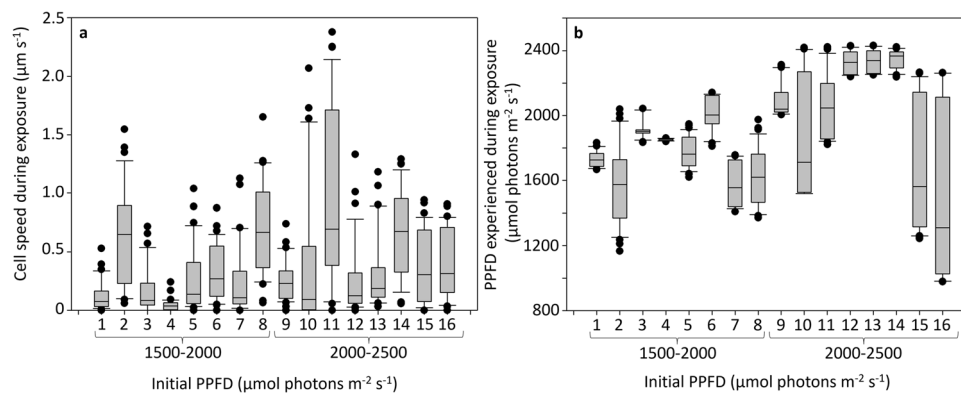 a
Cell speed during exposure (µm s⁻¹)
2.5
2.0
1.5
1.0
0.5
0
1 2 3 4 5 6 7 8 9 10 11 12 13 14 15 16
1500-2000 2000-2500
Initial PPFD (µmol photons m⁻² s⁻¹)
b
PPFD experienced during exposure
(µmol photons m⁻² s⁻¹)
2400
2000
1600
1200
800
1 2 3 4 5 6 7 8 9 10 11 12 13 14 15 16
1500-2000 2000-2500
Initial PPFD (µmol photons m⁻² s⁻¹)